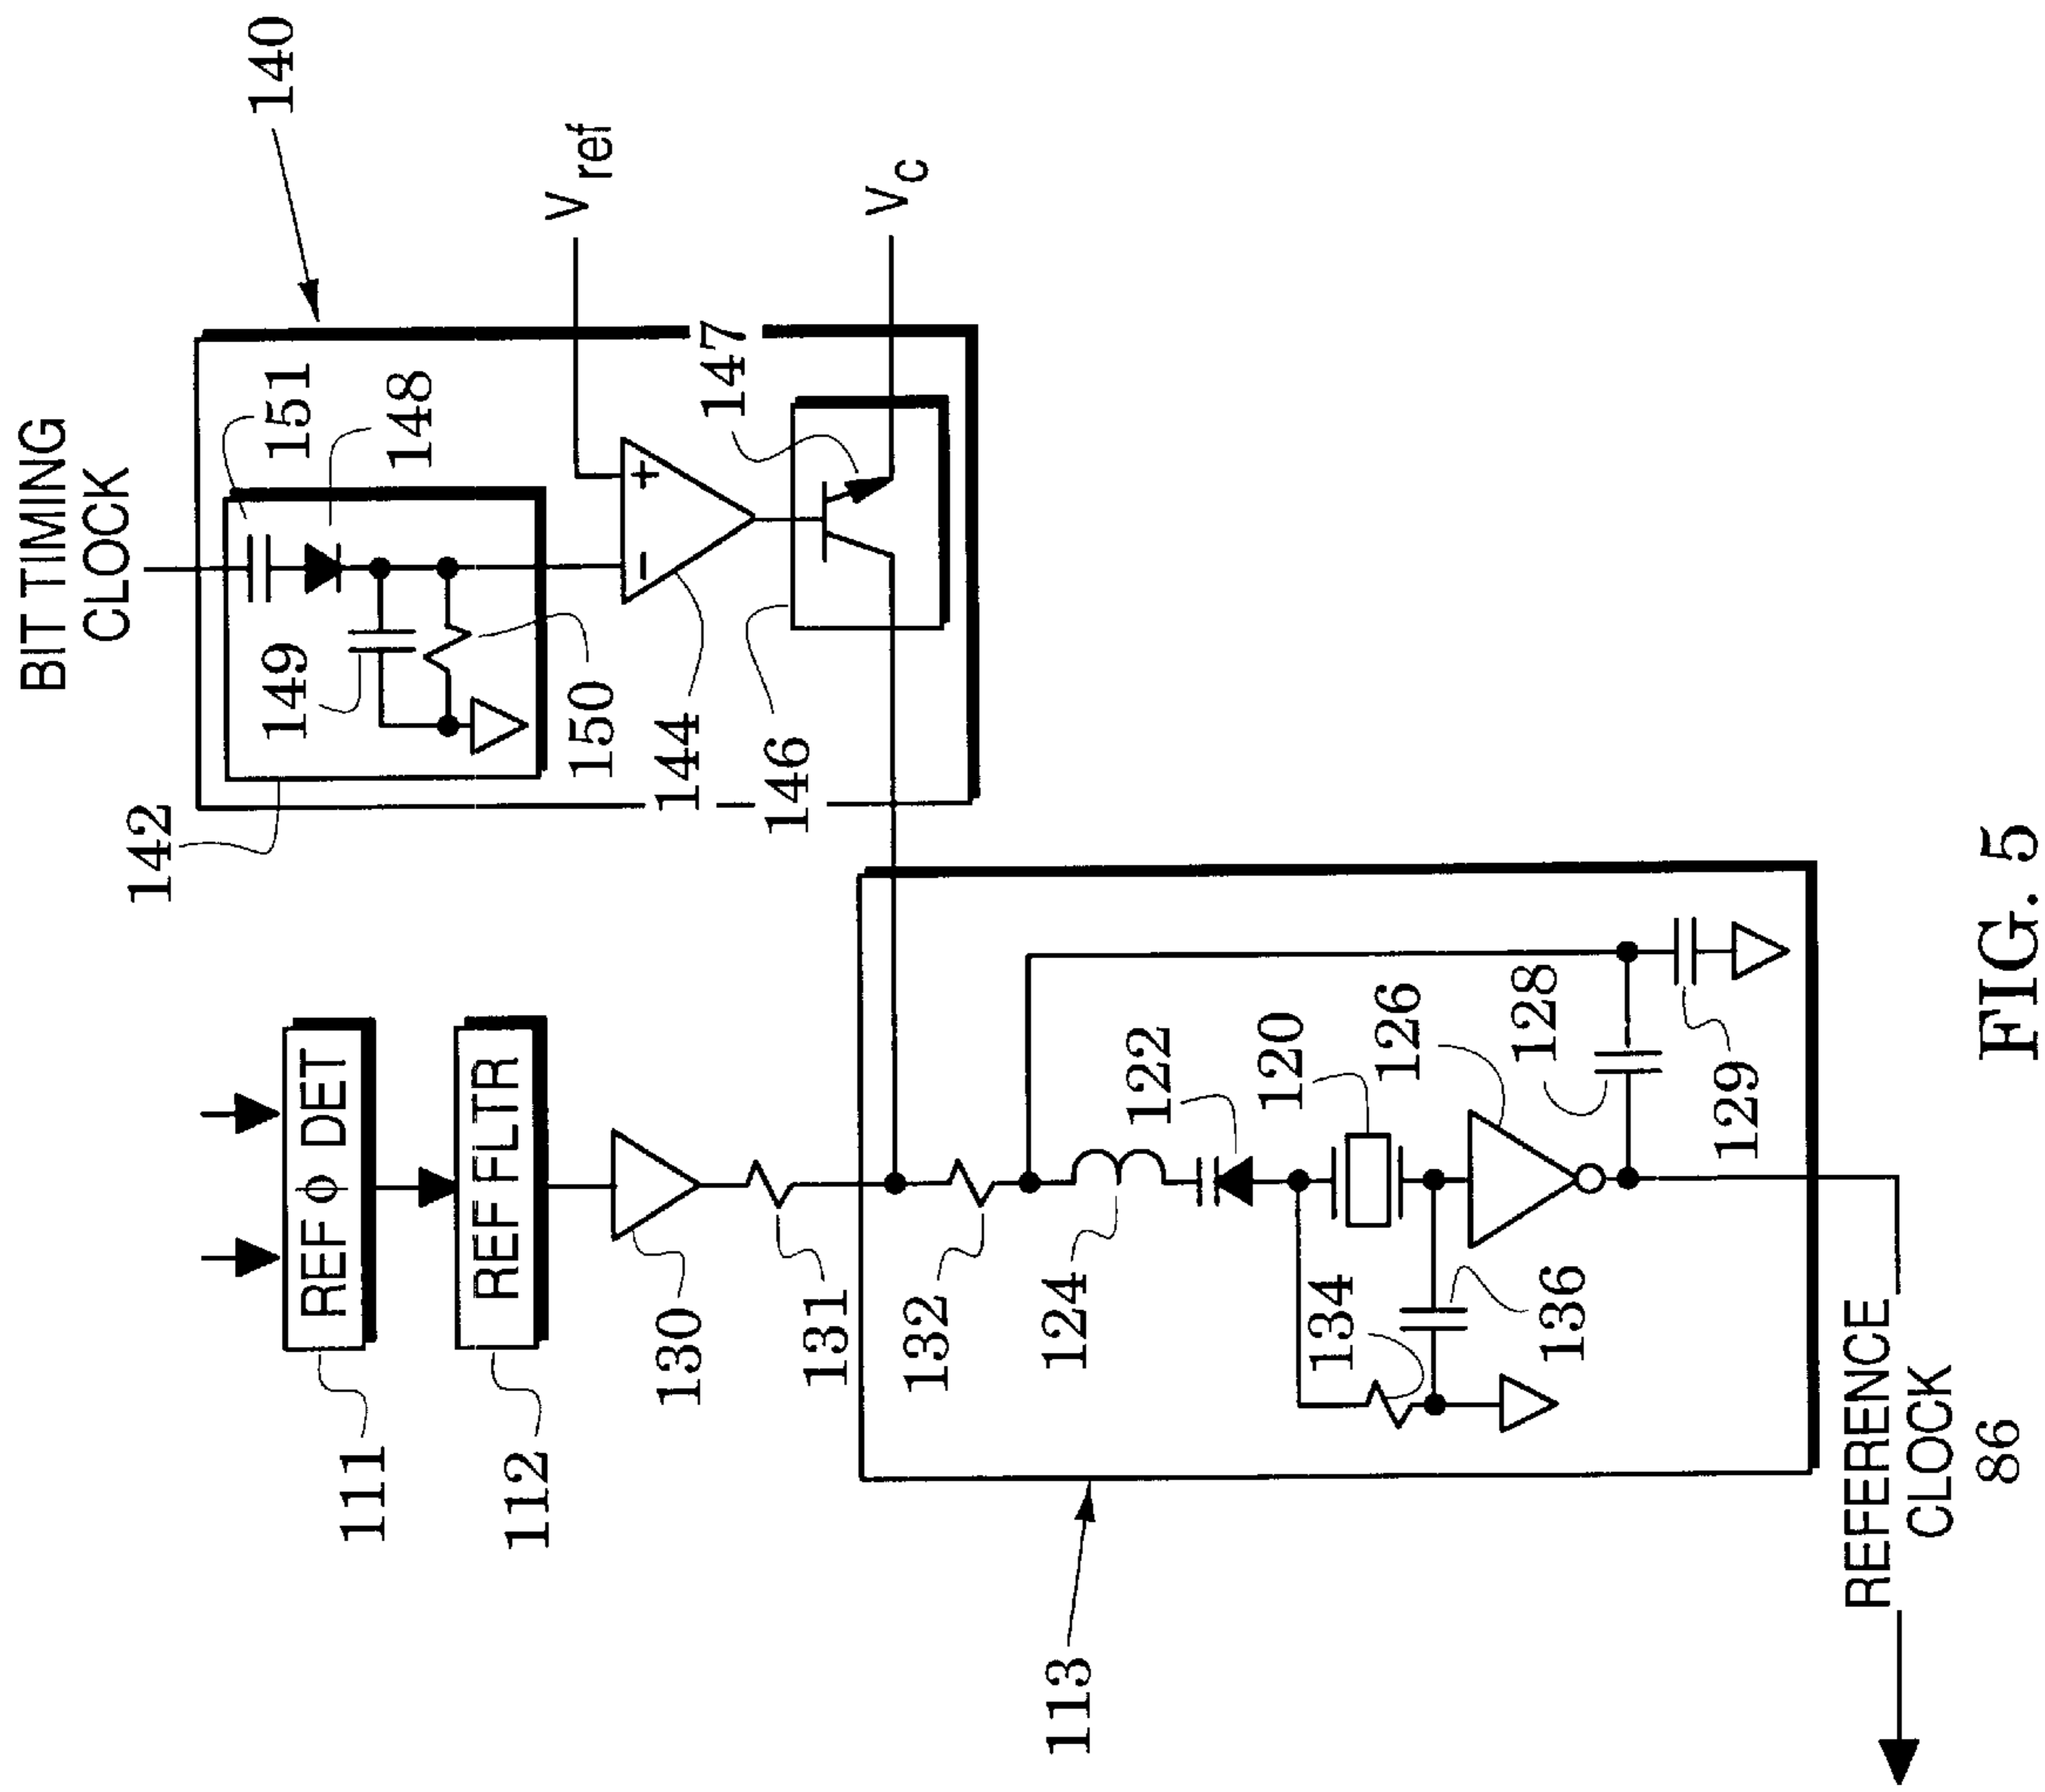 BIT TIMING
CLOCK
140
151
148
149
142
150
V ref
147
Vc
144
146
REF φ DET
111
REF FLTR
112
130
131
132
124
122
120
126
128
129
134
136
113
REFERENCE
CLOCK
86
FIG. 5
+
−